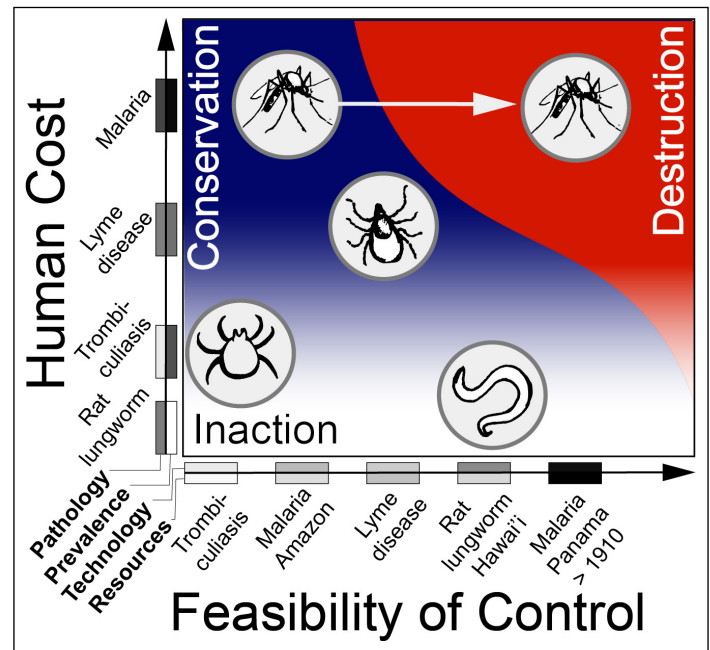 Human Cost
Malaria
Lyme
disease
Trombi-
culiasis
Rat
lungworm
Conservation
Destruction
Inaction
Pathology
Prevalence
Technology
Resources
Trombi-
culiasis
Malaria
Amazon
Lyme
disease
Rat
lungworm
Hawai'i
Malaria
Panama
> 1910
Feasibility of Control